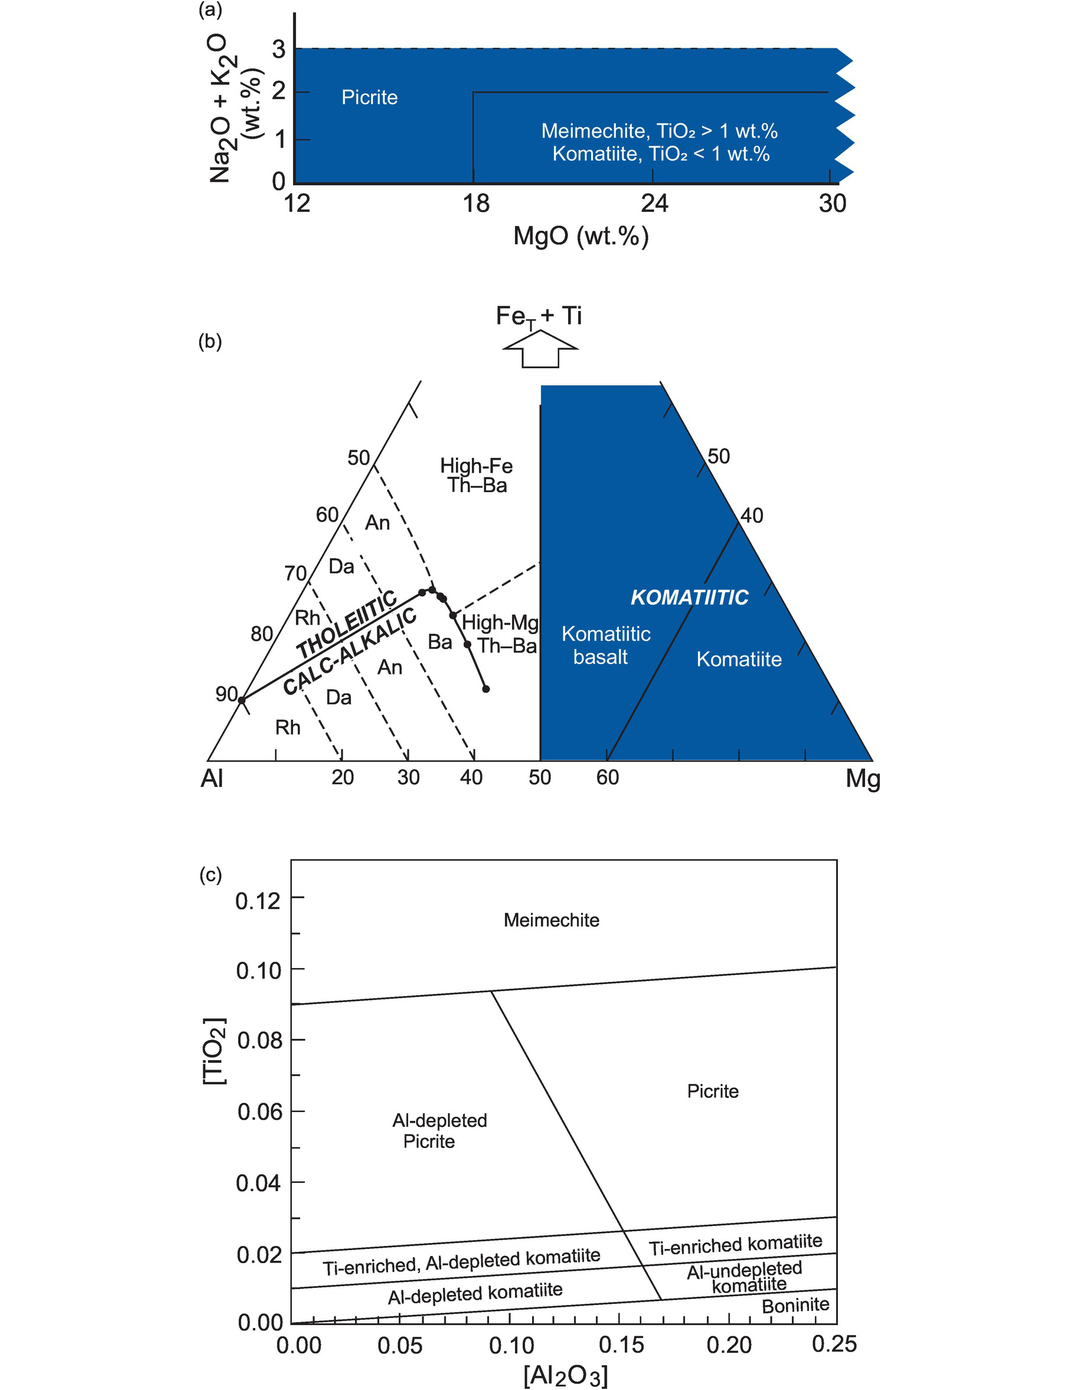 (a)
Na₂O + K₂O
(wt.%)
3
2
1
0
Picrite
Meimechite, TiO₂ > 1 wt.%
Komatiite, TiO₂ < 1 wt.%
12
18
24
30
MgO (wt.%)
(b)
Fe_T + Ti
50
60
70
80
90
High-Fe
Th–Ba
An
Da
Rh
THOLEIITIC
CALC-ALKALIC
High-Mg
Th–Ba
Ba
An
Da
Rh
50
40
KOMATIITIC
Komatiitic
basalt
Komatiite
Al
20
30
40
50
60
Mg
(c)
[TiO₂]
0.12
0.10
0.08
0.06
0.04
0.02
0.00
Meimechite
Picrite
Al-depleted
Picrite
Ti-enriched, Al-depleted komatiite
Ti-enriched komatiite
Al-depleted komatiite
Al-undepleted
komatiite
Boninite
0.00
0.05
0.10
0.15
0.20
0.25
[Al₂O₃]